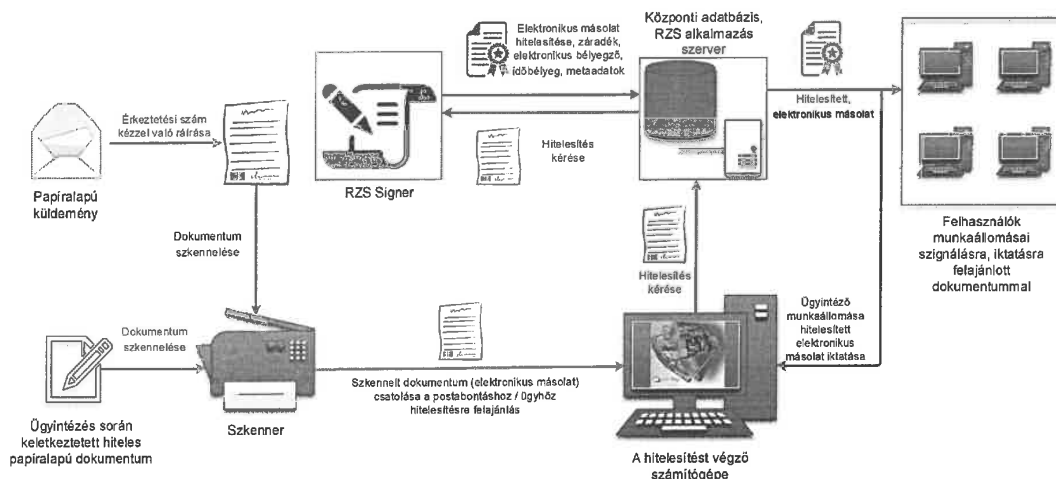 Elektronikus másolat
hitelesítése, záradék,
elektronikus bélyegző,
időbélyeg, metaadatok
Központi adatbázis,
RZS alkalmazás
szerver
Érkeztetési szám
kézzel való ráírása
Hitelesített,
elektronikus másolat
Hitelesítés
kérése
Papíralapú
küldemény
RZS Signer
Felhasználók
munkaállomásai
szignálásra, iktatásra
felajánlott
dokumentummal
Dokumentum
szkennelése
Hitelesítés
kérése
Ügyintéző
munkaállomása
hitelesített
elektronikus
másolat iktatása
Dokumentum
szkennelése
Szkennelt dokumentum (elektronikus másolat)
csatolása a postabontáshoz / ügyhöz
hitelesítésre felajánlás
Ügyintézés során
keletkeztetett hiteles
papíralapú dokumentum
Szkenner
A hitelesítést végző
számítógépe